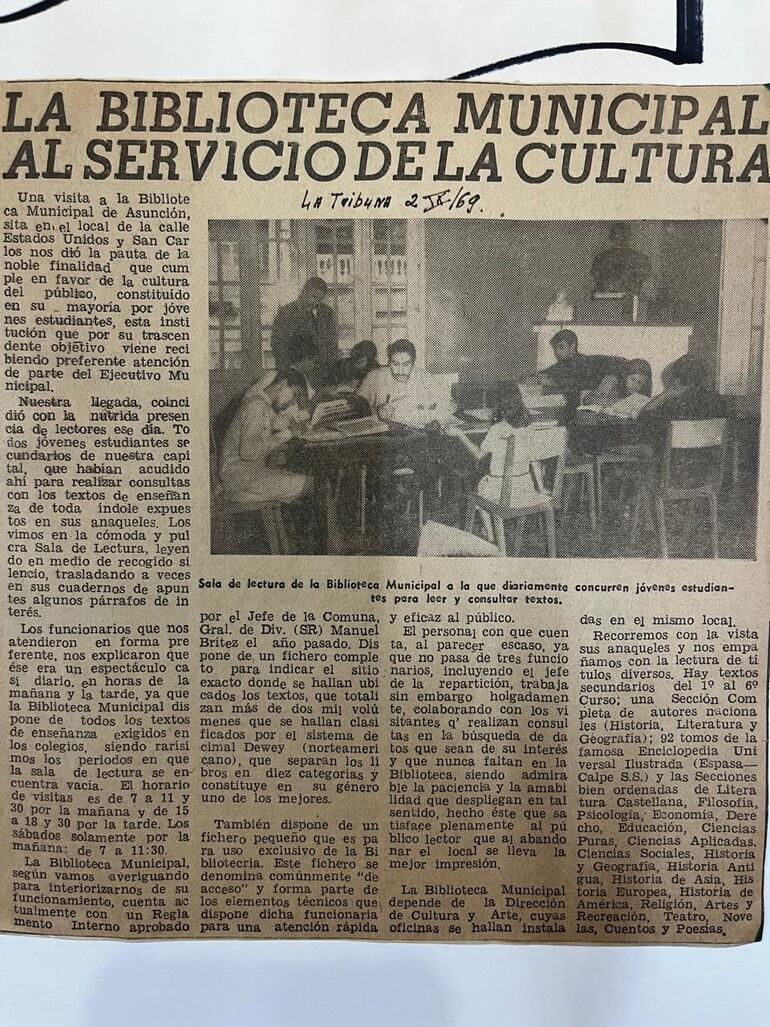 LA BIBLIOTECA MUNICIPAL
AL SERVICIO DE LA CULTURA
LA Tribuna 2 IX/69.
Una visita a la Bibliote
ca Municipal de Asunción,
sita en el local de la calle
Estados Unidos y San Car
los nos dió la pauta de la
noble finalidad que cum
ple en favor de la cultura
del público, constituído
en su mayoría por jóve
nes estudiantes, esta insti
tución que por su trascen
dente objetivo viene reci
biendo preferente atención
de parte del Ejecutivo Mu
nicipal.
Nuestra llegada, coinci
dió con la nutrida presen
cia de lectores ese día. To
dos jóvenes estudiantes se
cundarios de nuestra capi
tal, que habían acudido
ahí para realizar consultas
con los textos de enseñan
za de toda índole expues
tos en sus anaqueles. Los
vimos en la cómoda y pul
cra Sala de Lectura, leyen
do en medio de recogido si
lencio, trasladando a veces
en sus cuadernos de apun
tes algunos párrafos de in
terés.
Los funcionarios que nos
atendieron en forma pre
ferente, nos explicaron que
ése era un espectáculo ca
si diario, en horas de la
mañana y la tarde, ya que
la Biblioteca Municipal dis
pone de todos los textos
de enseñanza exigidos en
los colegios, siendo rarísi
mos los periodos en que
la sala de lectura se en
cuentra vacía. El horario
de visitas es de 7 a 11 y
30 por la mañana y de 15
a 18 y 30 por la tarde. Los
sábados solamente por la
mañana: de 7 a 11:30.
La Biblioteca Municipal,
según vamos averiguando
para interiorizarnos de su
funcionamiento, cuenta ac
tualmente con un Regla
mento Interno aprobado
Sala de lectura de la Biblioteca Municipal a la que diariamente concurren jóvenes estudian-
tes para leer y consultar textos.
por el Jefe de la Comuna,
Gral. de Div. (SR) Manuel
Brítez el año pasado. Dis
pone de un fichero comple
to para indicar el sitio
exacto donde se hallan ubi
cados los textos, que totali
zan más de dos mil volú
menes que se hallan clasi
ficados por el sistema de
cimal Dewey (norteameri
cano), que separan los li
bros en diez categorías y
constituye en su género
uno de los mejores.
También dispone de un
fichero pequeño que es pa
ra uso exclusivo de la Bi
bliotecria. Este fichero se
denomina comúnmente "de
acceso" y forma parte de
los elementos técnicos que
dispone dicha funcionaria
para una atención rápida
y eficaz al público.
El personal con que cuen
ta, al parecer escaso, ya
que no pasa de tres funcio
narios, incluyendo el jefe
de la repartición, trabaja
sin embargo holgadamen
te, colaborando con los vi
sitantes q' realizan consul
tas en la búsqueda de da
tos que sean de su interés
y que nunca faltan en la
Biblioteca, siendo admira
ble la paciencia y la amabi
lidad que despliegan en tal
sentido, hecho éste que sa
tisface plenamente al pú
blico lector que al abando
nar el local se lleva la
mejor impresión.
La Biblioteca Municipal
depende de la Dirección
de Cultura y Arte, cuyas
oficinas se hallan instala
das en el mismo local.
Recorremos con la vista
sus anaqueles y nos empa
ñamos con la lectura de tí
tulos diversos. Hay textos
secundarios del 1º al 6º
Curso; una Sección Com
pleta de autores naciona
les (Historia, Literatura y
Geografía); 92 tomos de la
famosa Enciclopedia Uni
versal Ilustrada (Espasa—
Calpe S.S.) y las Secciones
bien ordenadas de Litera
tura Castellana, Filosofía,
Psicología, Economía, Dere
cho, Educación, Ciencias
Puras, Ciencias Aplicadas.
Ciencias Sociales, Historia
y Geografía, Historia Anti
gua, Historia de Asia, His
toria Europea, Historia de
América, Religión, Artes y
Recreación, Teatro, Nove
las, Cuentos y Poesías.